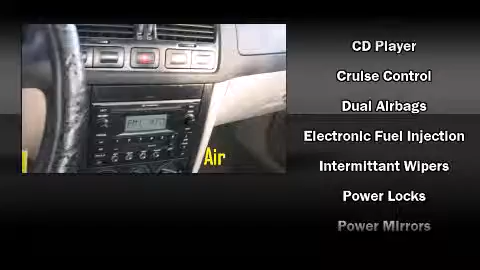 Air
CD Player
Cruise Control
Dual Airbags
Electronic Fuel Injection
Intermittant Wipers
Power Locks
Power Mirrors